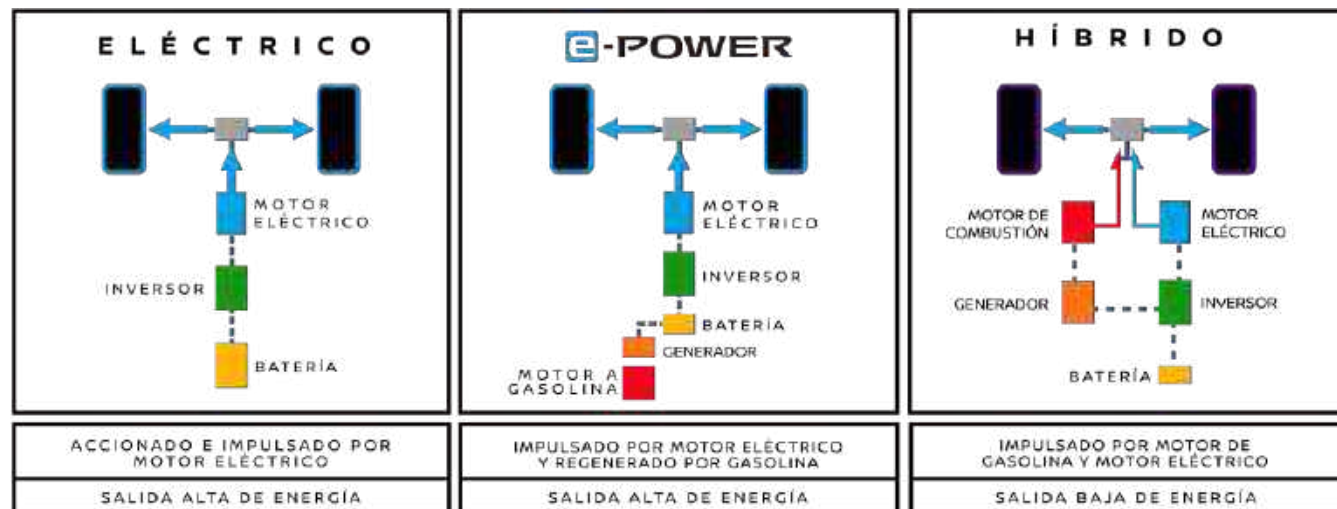 ELÉCTRICO
MOTOR
ELÉCTRICO
INVERSOR
BATERÍA
ACCIONADO E IMPULSADO POR
MOTOR ELÉCTRICO
SALIDA ALTA DE ENERGÍA
e-POWER
MOTOR
ELÉCTRICO
INVERSOR
BATERÍA
GENERADOR
MOTOR A
GASOLINA
IMPULSADO POR MOTOR ELÉCTRICO
Y REGENERADO POR GASOLINA
SALIDA ALTA DE ENERGÍA
HÍBRIDO
MOTOR DE
COMBUSTIÓN
MOTOR
ELÉCTRICO
GENERADOR
INVERSOR
BATERÍA
IMPULSADO POR MOTOR DE
GASOLINA Y MOTOR ELÉCTRICO
SALIDA BAJA DE ENERGÍA